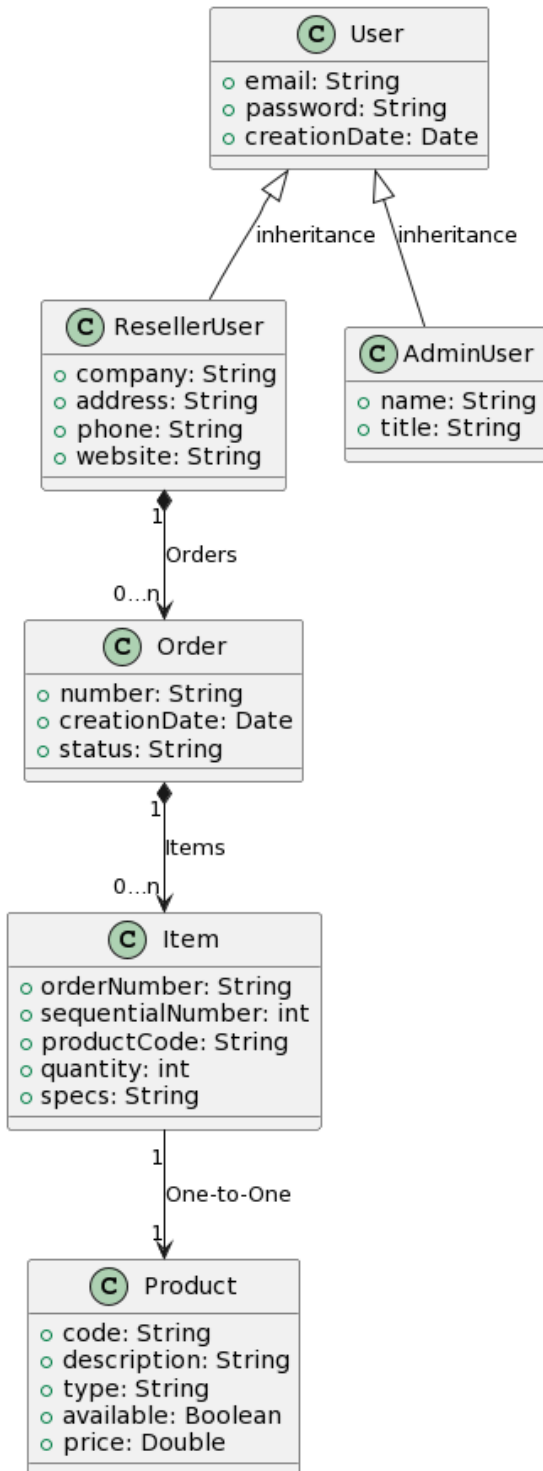 C User
email: String
password: String
creationDate: Date
inheritance
inheritance
C ResellerUser
company: String
address: String
phone: String
website: String
C AdminUser
name: String
title: String
1
Orders
0...n
C Order
number: String
creationDate: Date
status: String
1
Items
0...n
C Item
orderNumber: String
sequentialNumber: int
productCode: String
quantity: int
specs: String
1
One-to-One
1
C Product
code: String
description: String
type: String
available: Boolean
price: Double